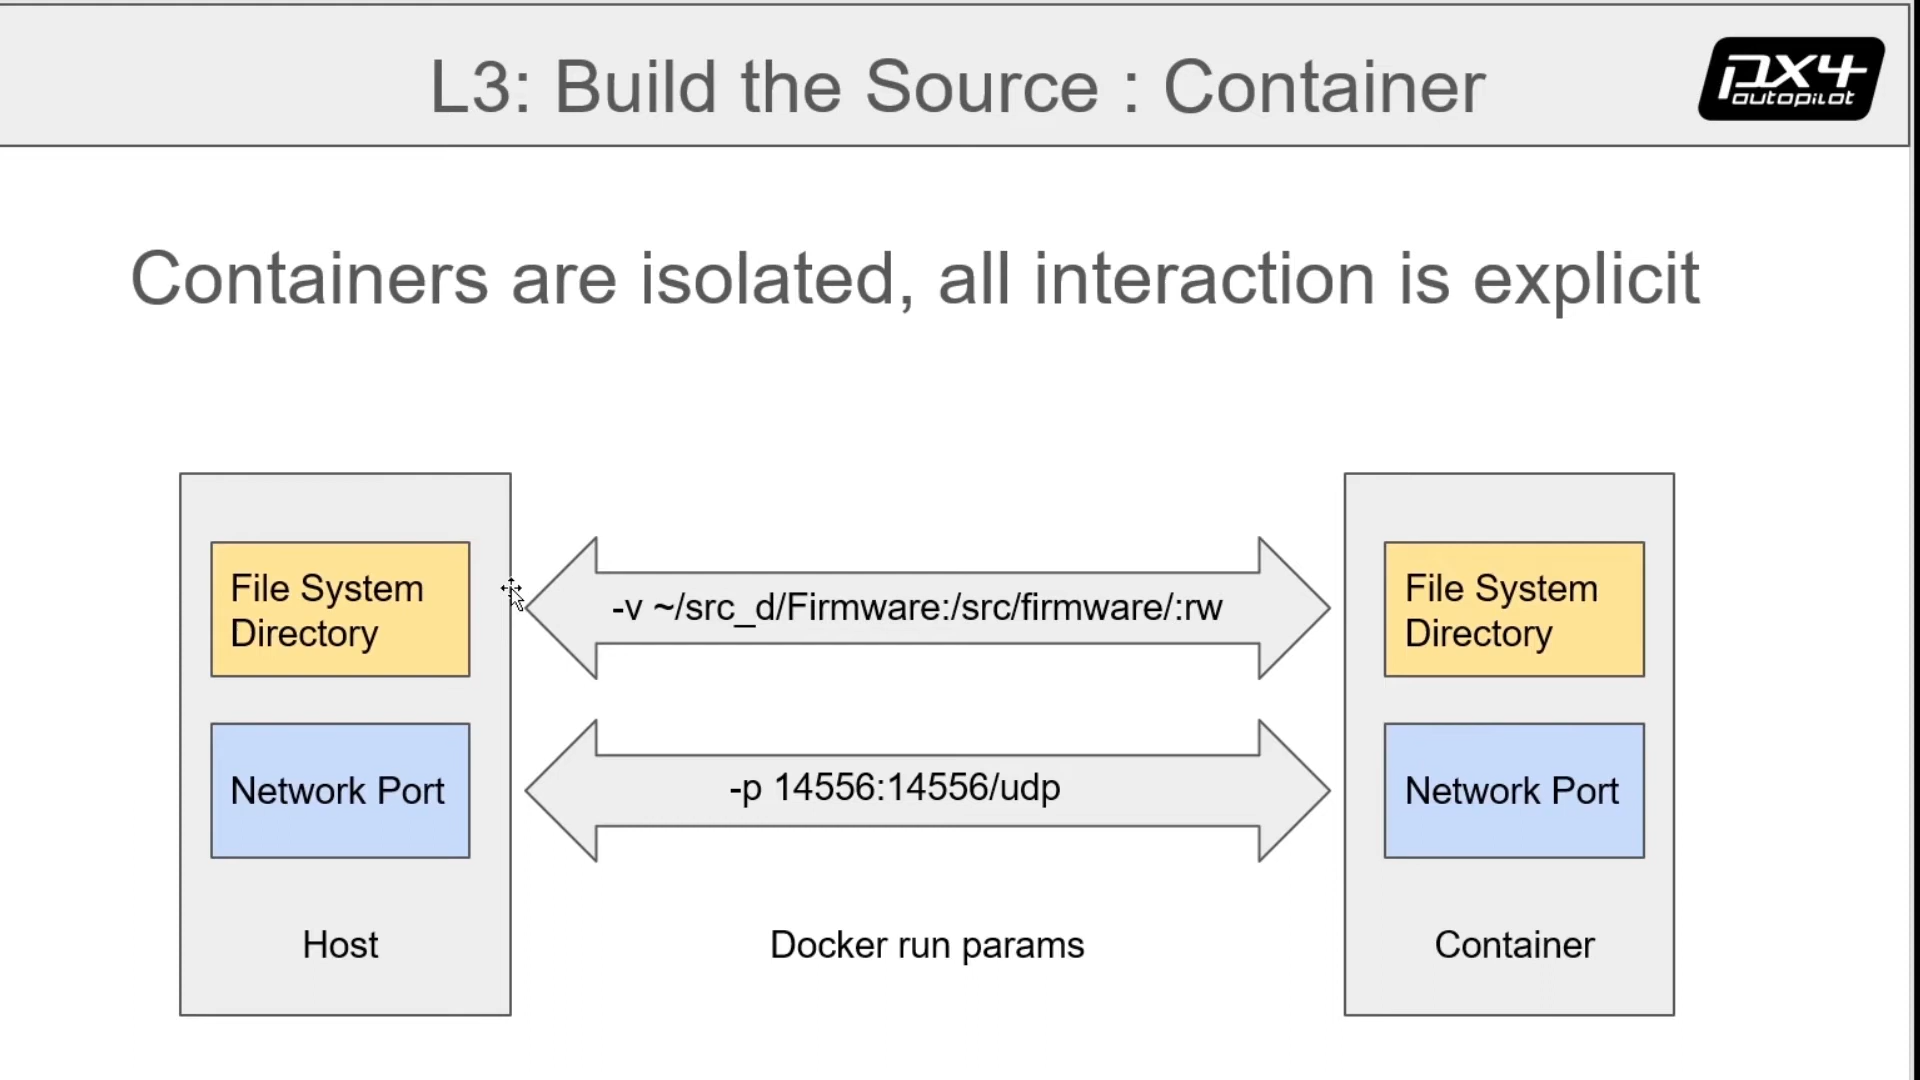 L3: Build the Source : Container
PX4
autopilot
Containers are isolated, all interaction is explicit
File System
Directory
-v ~/src_d/Firmware:/src/firmware/:rw
File System
Directory
Network Port
-p 14556:14556/udp
Network Port
Host
Docker run params
Container